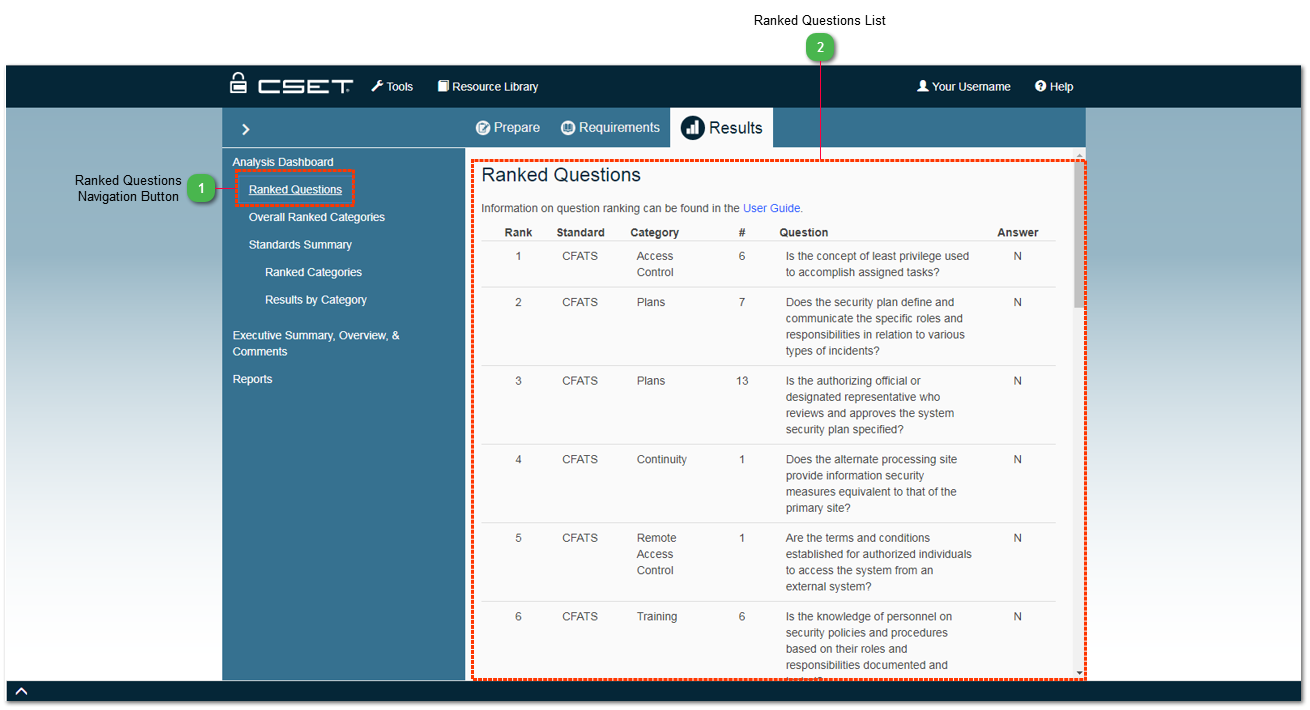 Ranked Questions List
2
CSET
Tools
Resource Library
Your Username
Help
Prepare
Requirements
Results
Ranked Questions
Navigation Button
1
Analysis Dashboard
Ranked Questions
Overall Ranked Categories
Standards Summary
Ranked Categories
Results by Category
Executive Summary, Overview, &
Comments
Reports
Ranked Questions
Information on question ranking can be found in the User Guide.
Rank Standard Category # Question Answer
1 CFATS Access 6 Is the concept of least privilege used N
Control to accomplish assigned tasks?
2 CFATS Plans 7 Does the security plan define and N
communicate the specific roles and
responsibilities in relation to various
types of incidents?
3 CFATS Plans 13 Is the authorizing official or N
designated representative who
reviews and approves the system
security plan specified?
4 CFATS Continuity 1 Does the alternate processing site N
provide information security
measures equivalent to that of the
primary site?
5 CFATS Remote 1 Are the terms and conditions N
Access established for authorized individuals
Control to access the system from an
external system?
6 CFATS Training 6 Is the knowledge of personnel on N
security policies and procedures
based on their roles and
responsibilities documented and